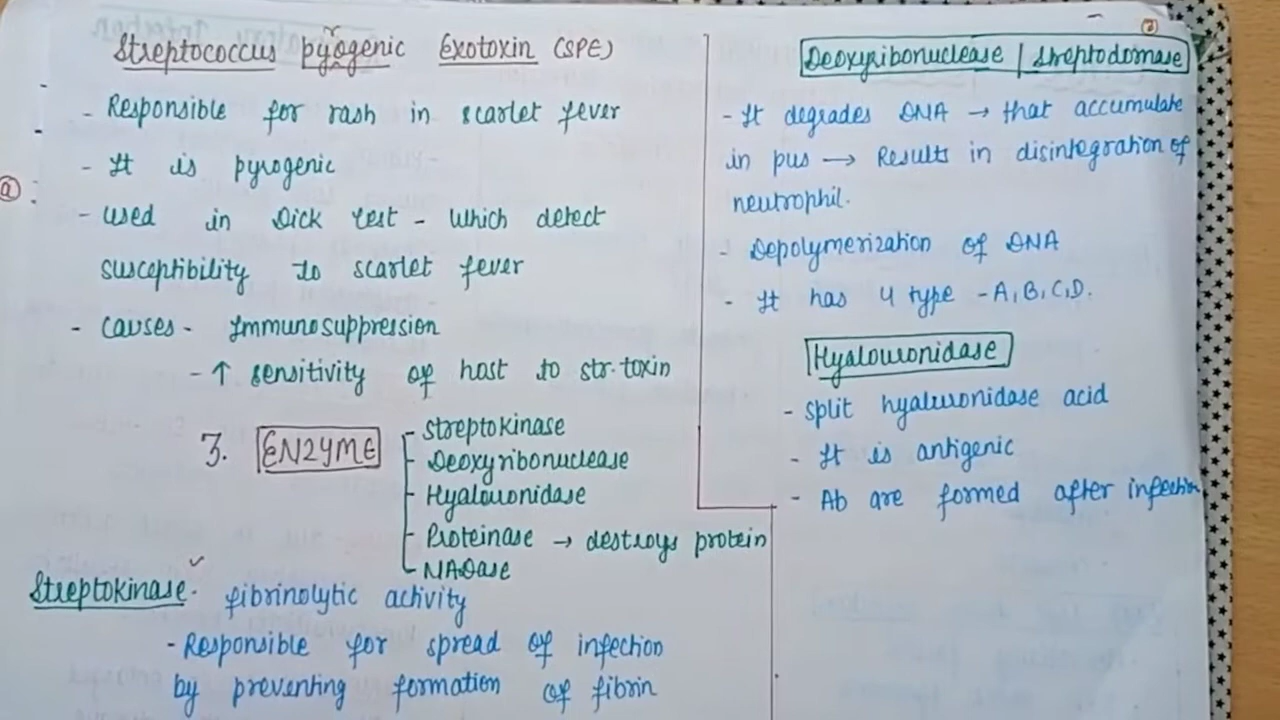 Streptococcus pyogenic Exotoxin (SPE)
- Responsible for rash in scarlet fever
- It is pyrogenic
- used in Dick test - which detect
susceptibility to scarlet fever
- causes - Immunosuppression
- ↑ sensitivity of host to str. toxin
3. ENZYME
- Streptokinase
- Deoxyribonuclease
- Hyalouronidase
- Proteinase → destroys protein
- NADase
Streptokinase - fibrinolytic activity
- Responsible for spread of infection
by preventing formation of fibrin
Deoxyribonuclease | Streptodornase
- It degrades DNA → that accumulate
in pus → Results in disintegration of
neutrophil.
- Depolymerization of DNA
- It has 4 type - A, B, C, D.
Hyalouronidase
- split hyaluronidase acid
- It is antigenic
- Ab are formed after infection